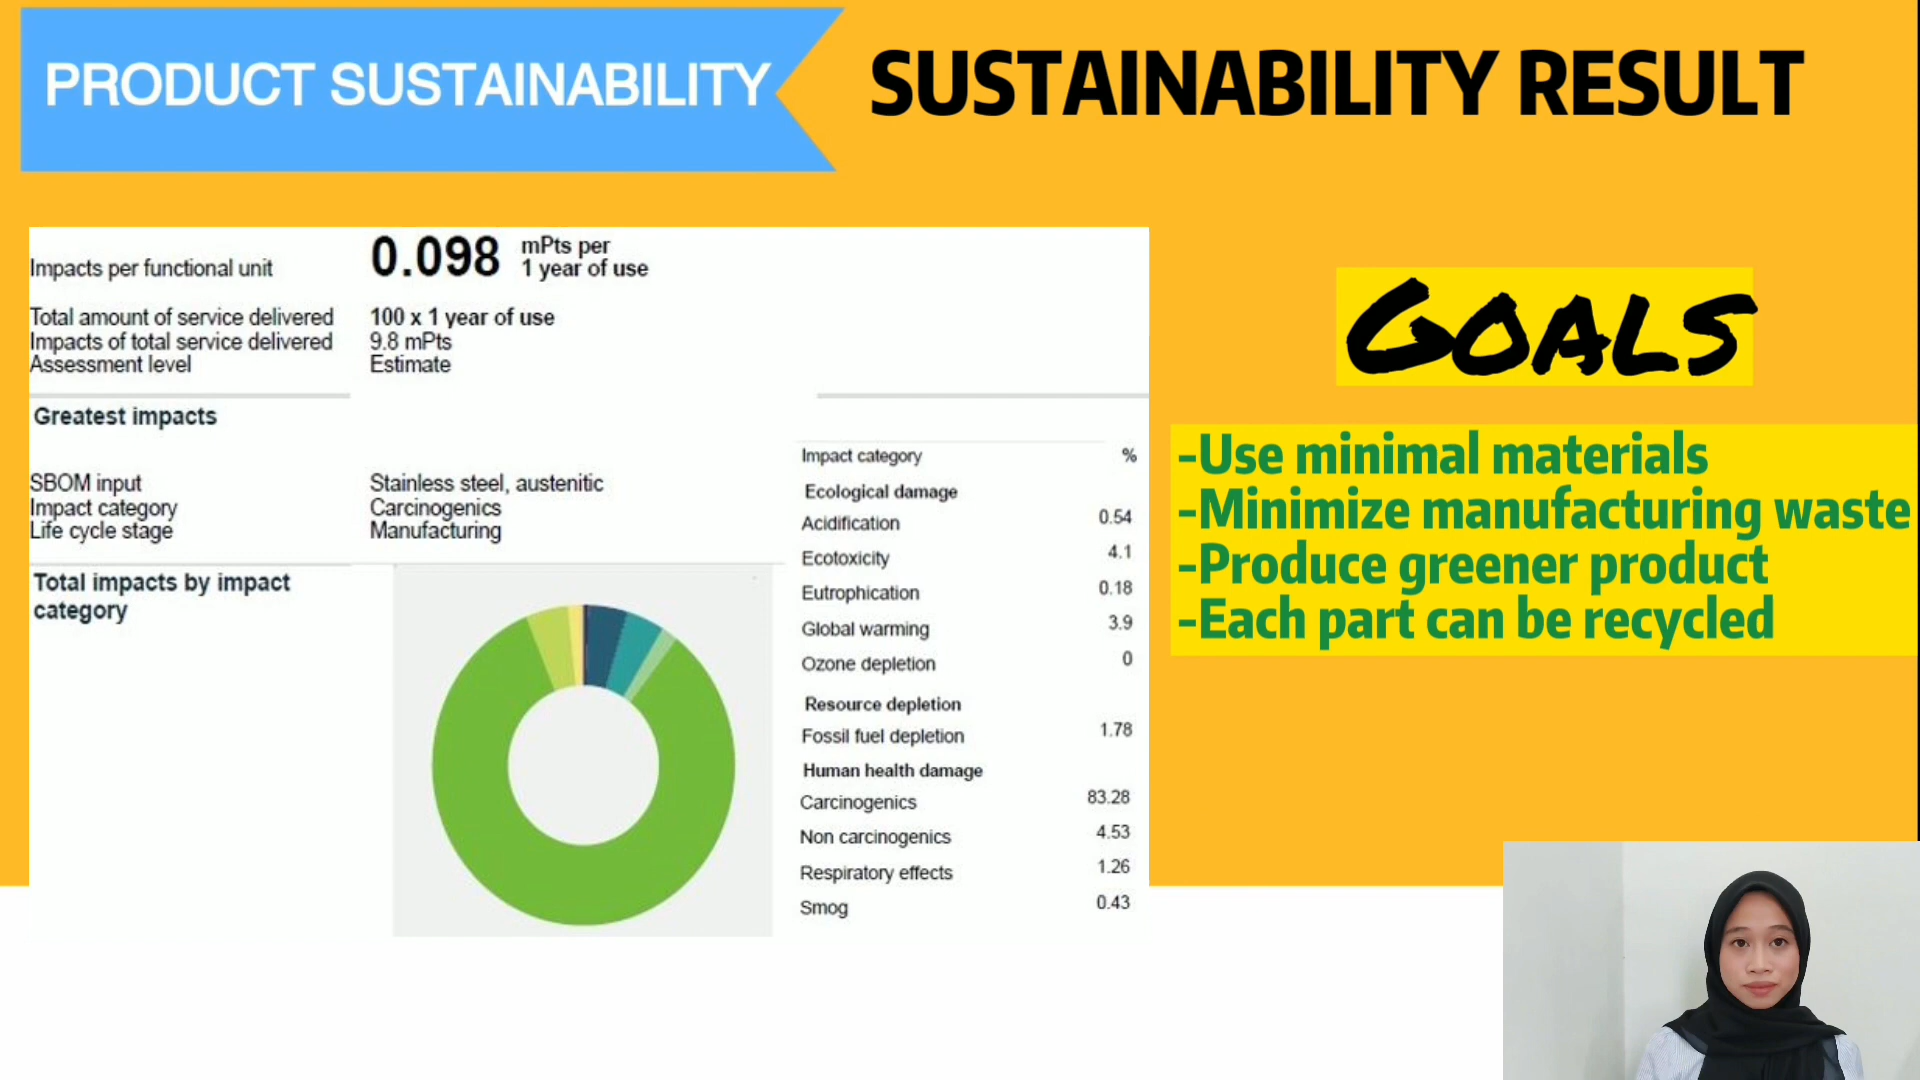 PRODUCT SUSTAINABILITY
SUSTAINABILITY RESULT
Impacts per functional unit 0.098 mPts per
1 year of use
Total amount of service delivered 100 x 1 year of use
Impacts of total service delivered 9.8 mPts
Assessment level Estimate
Greatest impacts
SBOM input Stainless steel, austenitic
Impact category Carcinogenics
Life cycle stage Manufacturing
Total impacts by impact
category
Impact category %
Ecological damage
Acidification 0.54
Ecotoxicity 4.1
Eutrophication 0.18
Global warming 3.9
Ozone depletion 0
Resource depletion
Fossil fuel depletion 1.78
Human health damage
Carcinogenics 83.28
Non carcinogenics 4.53
Respiratory effects 1.26
Smog 0.43
GOALS
-Use minimal materials
-Minimize manufacturing waste
-Produce greener product
-Each part can be recycled